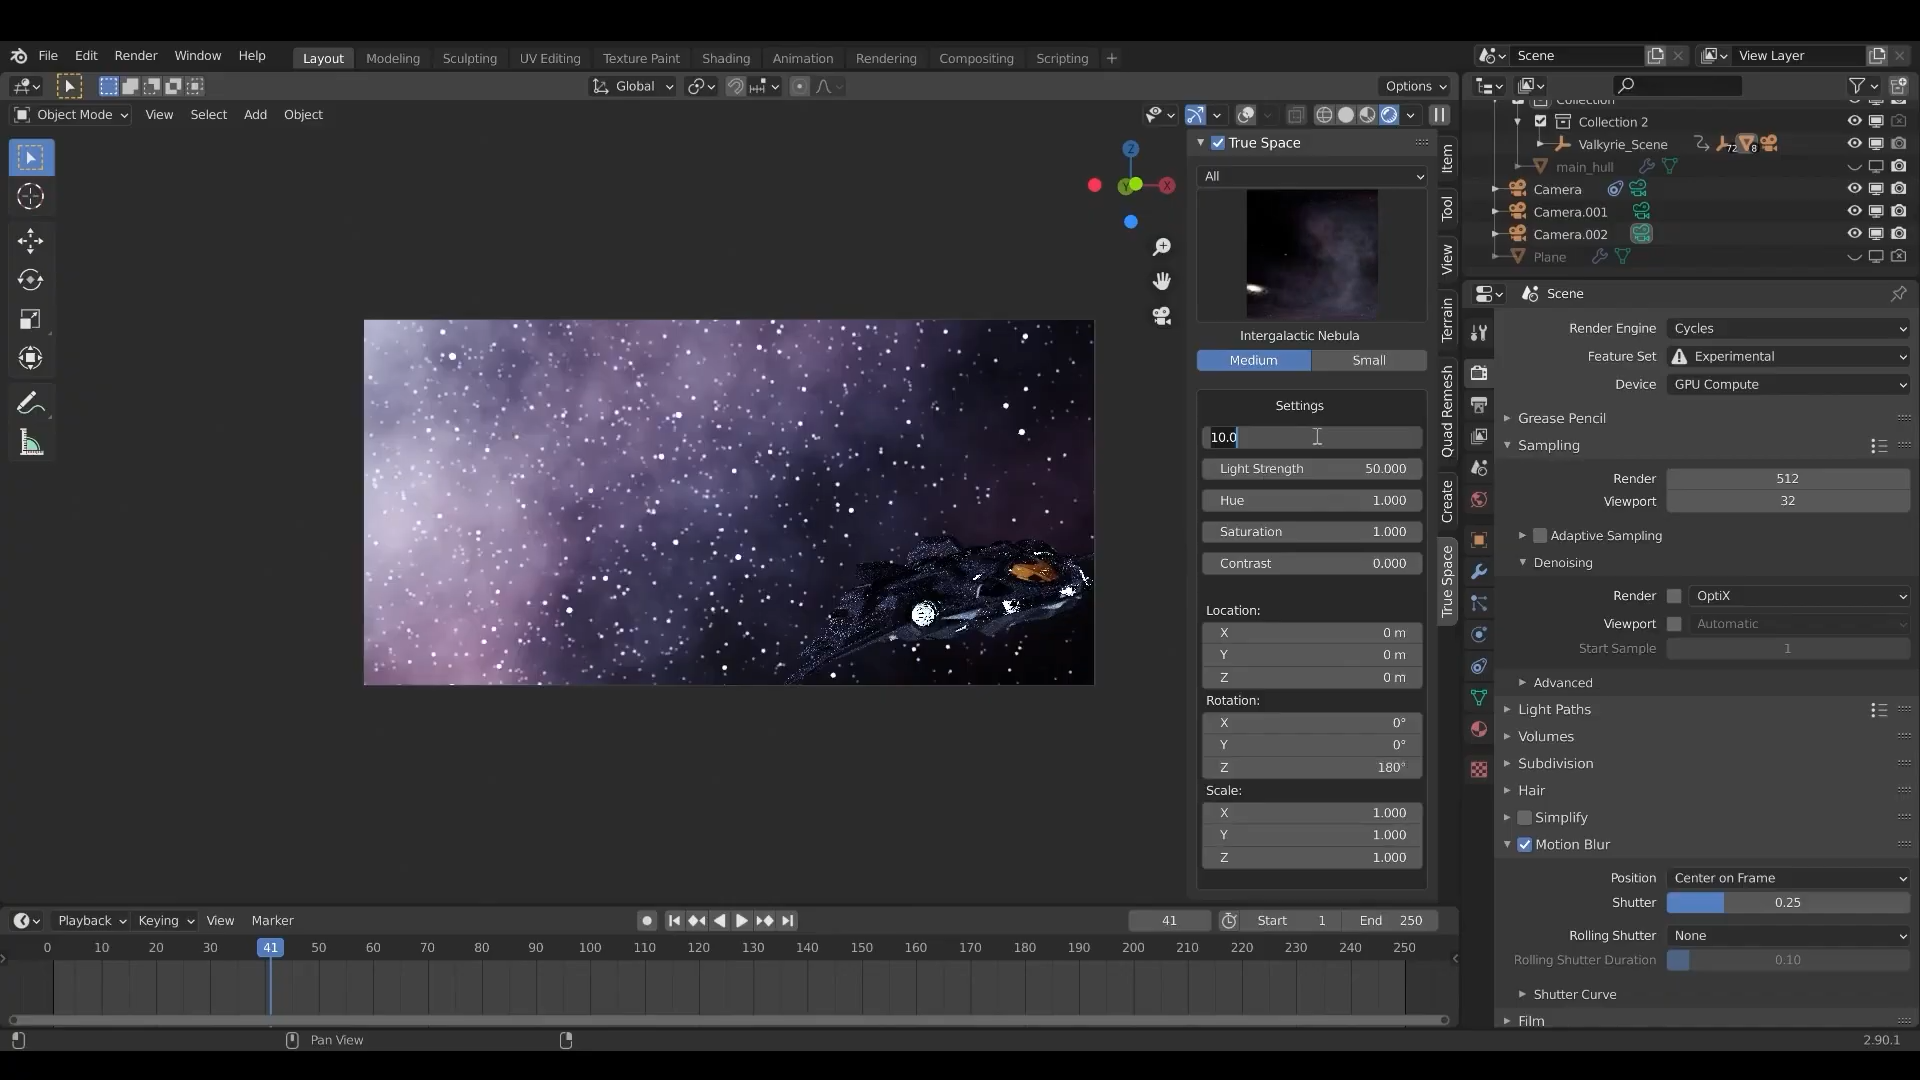 File Edit Render Window Help Layout Modeling Sculpting UV Editing Texture Paint Shading Animation Rendering Compositing Scripting + Scene View Layer
Global Options
Object Mode View Select Add Object
Collection
Collection 2
Valkyrie_Scene 72 8
main_hull
Camera
Camera.001
Camera.002
Plane
Z
Y X
True Space
All
Intergalactic Nebula
Medium Small
Settings
10.0
Light Strength 50.000
Hue 1.000
Saturation 1.000
Contrast 0.000
Location:
X 0 m
Y 0 m
Z 0 m
Rotation:
X 0°
Y 0°
Z 180°
Scale:
X 1.000
Y 1.000
Z 1.000
Item
Tool
View
Terrain
Quad Remesh
Create
True Space
Scene
Render Engine Cycles
Feature Set Experimental
Device GPU Compute
Grease Pencil
Sampling
Render 512
Viewport 32
Adaptive Sampling
Denoising
Render OptiX
Viewport Automatic
Start Sample 1
Advanced
Light Paths
Volumes
Subdivision
Hair
Simplify
Motion Blur
Position Center on Frame
Shutter 0.25
Rolling Shutter None
Rolling Shutter Duration 0.10
Shutter Curve
Film
Playback Keying View Marker 41 Start 1 End 250
0 10 20 30 41 50 60 70 80 90 100 110 120 130 140 150 160 170 180 190 200 210 220 230 240 250
Pan View 2.90.1